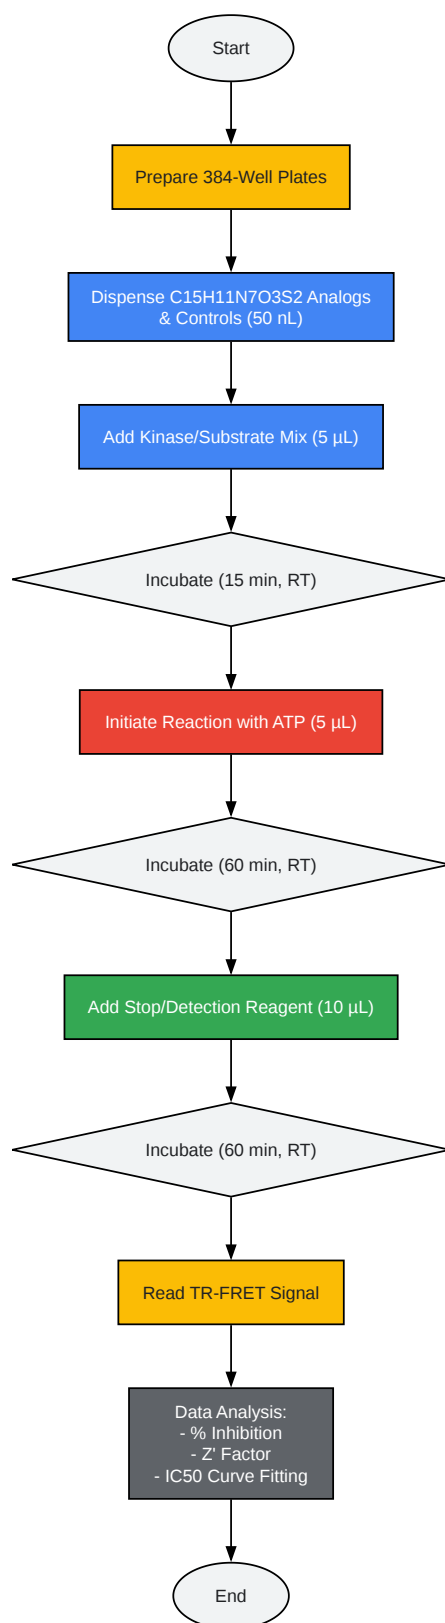 Start
Prepare 384-Well Plates
Dispense C15H11N7O3S2 Analogs
& Controls (50 nL)
Add Kinase/Substrate Mix (5 µL)
Incubate (15 min, RT)
Initiate Reaction with ATP (5 µL)
Incubate (60 min, RT)
Add Stop/Detection Reagent (10 µL)
Incubate (60 min, RT)
Read TR-FRET Signal
Data Analysis:
- % Inhibition
- Z' Factor
- IC50 Curve Fitting
End